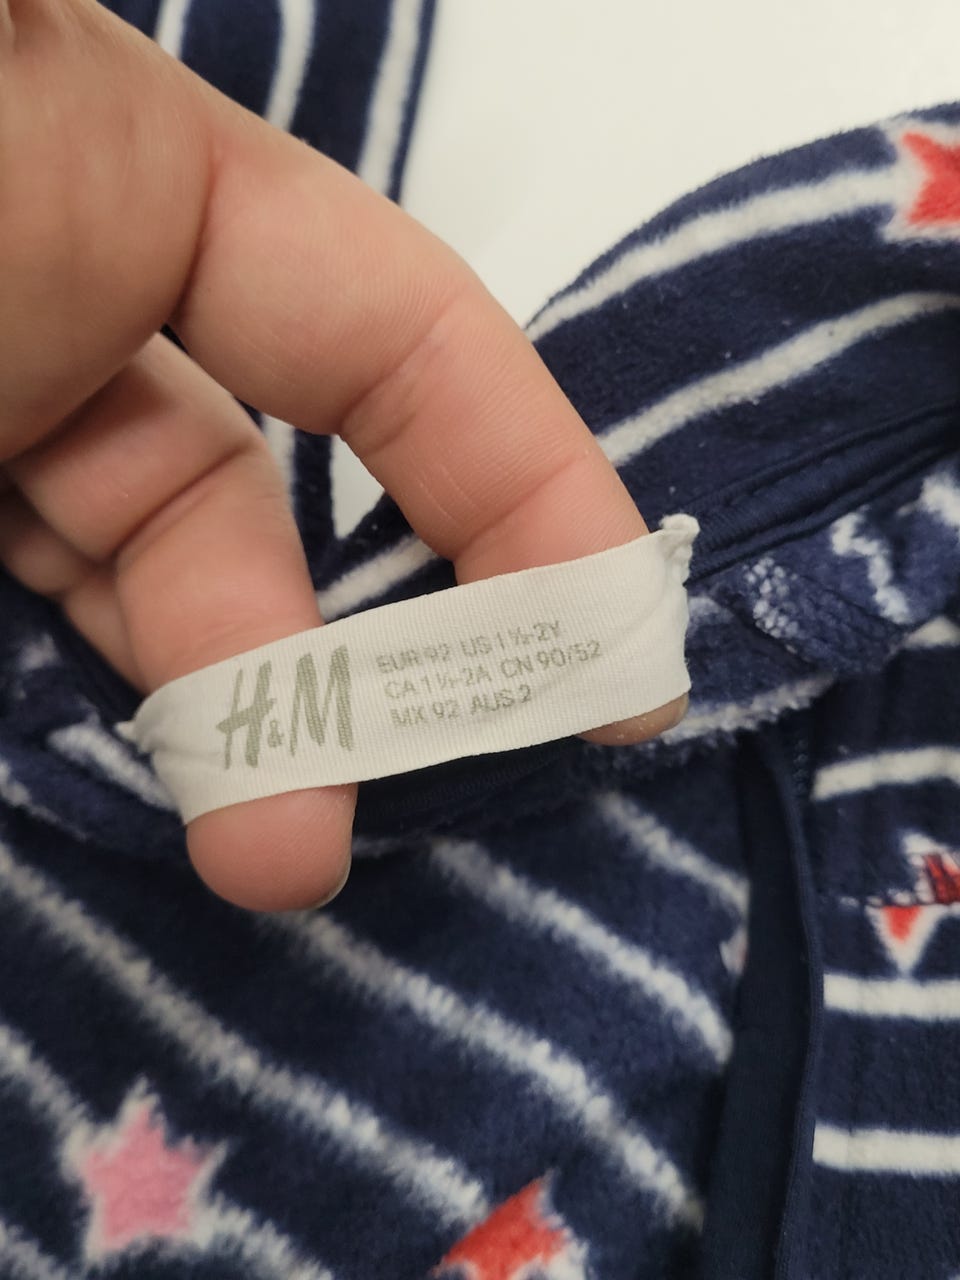 H&M
EUR 92 US 1½-2Y
CA 1½-2A CN 90/52
MX 92 AUS 2